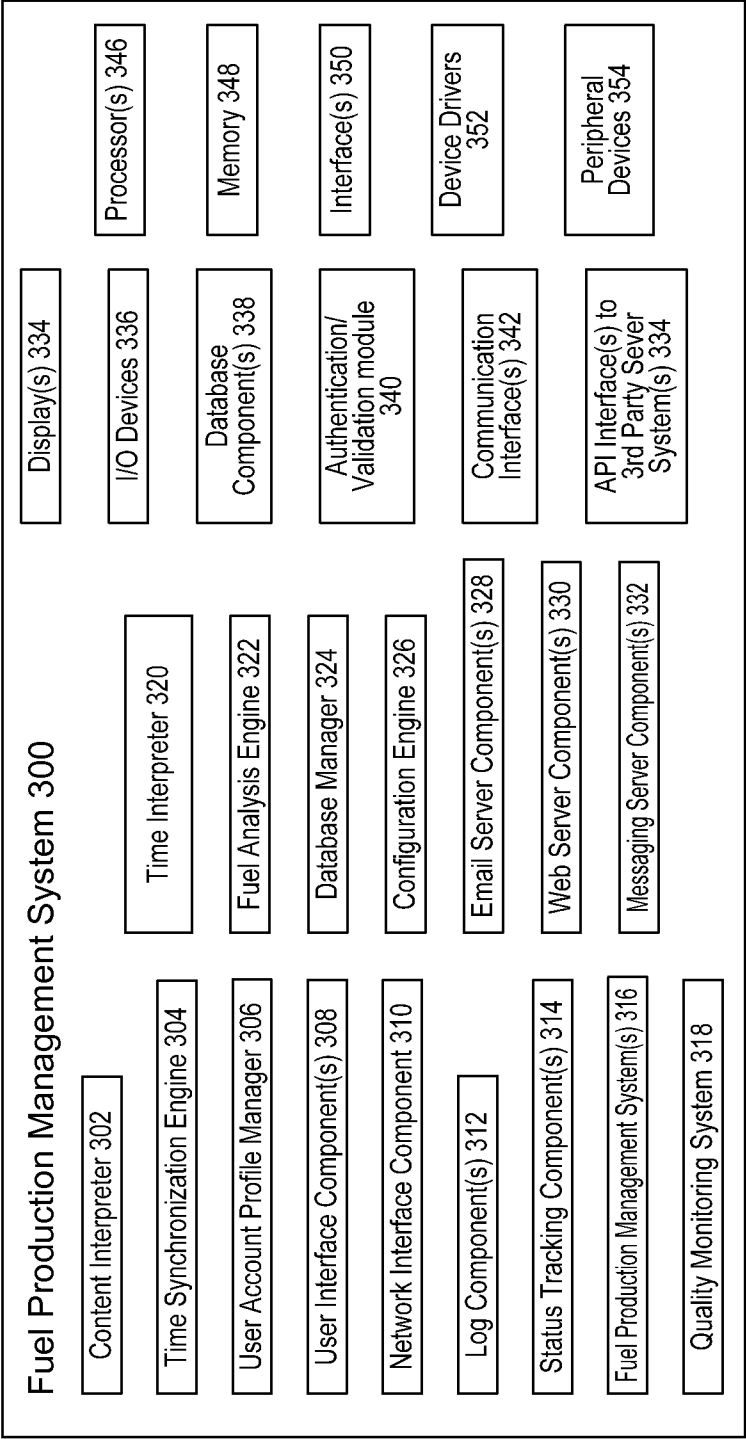 Fuel Production Management System 300
Content Interpreter 302
Time Synchronization Engine 304
User Account Profile Manager 306
User Interface Component(s) 308
Network Interface Component 310
Log Component(s) 312
Status Tracking Component(s) 314
Fuel Production Management System(s) 316
Quality Monitoring System 318
Time Interpreter 320
Fuel Analysis Engine 322
Database Manager 324
Configuration Engine 326
Email Server Component(s) 328
Web Server Component(s) 330
Messaging Server Component(s) 332
Display(s) 334
I/O Devices 336
Database
Component(s) 338
Authentication/
Validation module
340
Communication
Interface(s) 342
API Interface(s) to
3rd Party Sever
System(s) 334
Processor(s) 346
Memory 348
Interface(s) 350
Device Drivers
352
Peripheral
Devices 354